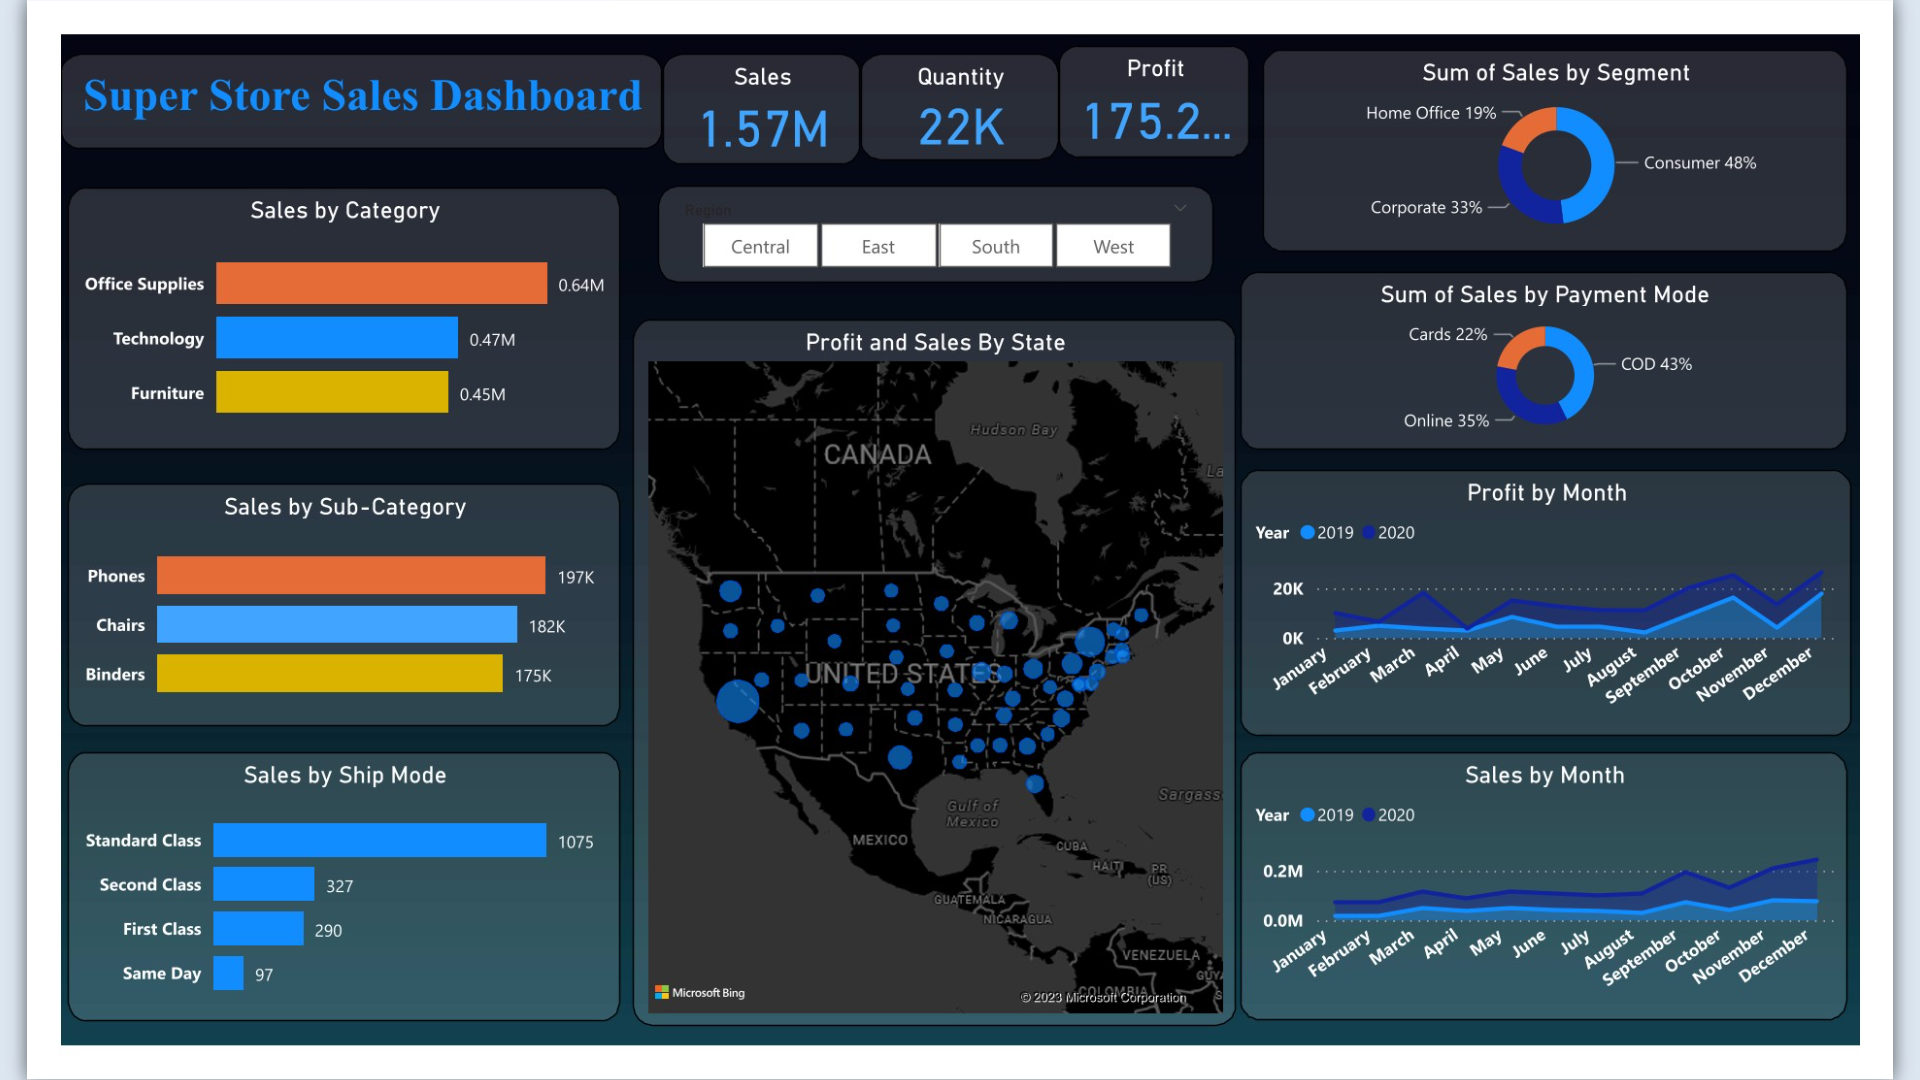 Super Store Sales Dashboard
Sales
1.57M
Quantity
22K
Profit
175.2...
Region
Central
East
South
West
Sales by Category
Office Supplies 0.64M
Technology 0.47M
Furniture 0.45M
Sales by Sub-Category
Phones 197K
Chairs 182K
Binders 175K
Sales by Ship Mode
Standard Class 1075
Second Class 327
First Class 290
Same Day 97
Profit and Sales By State
Hudson Bay
CANADA
La
UNITED STATES
Gulf of
Mexico
Sargass
MEXICO
CUBA
HAITI
PR
(US)
GUATEMALA
NICARAGUA
VENEZUELA
GUYA
COLOMBIA
S
Microsoft Bing
© 2023 Microsoft Corporation
Sum of Sales by Segment
Home Office 19%
Consumer 48%
Corporate 33%
Sum of Sales by Payment Mode
Cards 22%
COD 43%
Online 35%
Profit by Month
Year 2019 2020
20K
0K
January February March April May June July August September October November December
Sales by Month
Year 2019 2020
0.2M
0.0M
January February March April May June July August September October November December